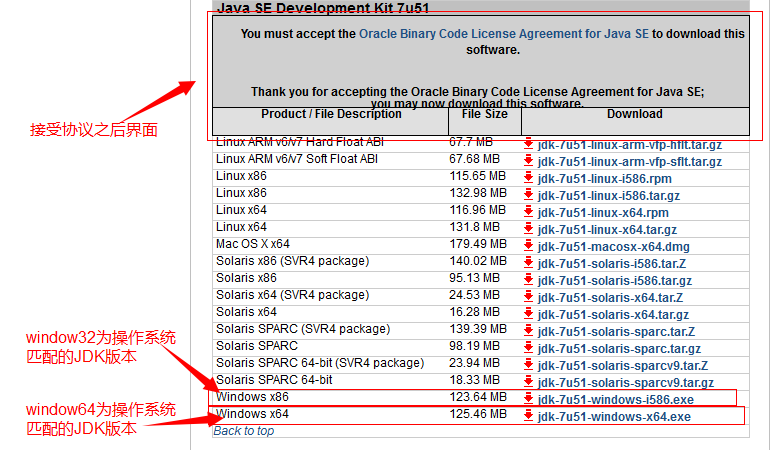 Java SE Development Kit 7u51
You must accept the Oracle Binary Code License Agreement for Java SE to download this
software.
Thank you for accepting the Oracle Binary Code License Agreement for Java SE;
you may now download this software.
接受协议之后界面
Product / File Description File Size Download
Linux ARM v6/v7 Hard Float ABI 67.7 MB jdk-7u51-linux-arm-vfp-hflt.tar.gz
Linux ARM v6/v7 Soft Float ABI 67.68 MB jdk-7u51-linux-arm-vfp-sflt.tar.gz
Linux x86 115.65 MB jdk-7u51-linux-i586.rpm
Linux x86 132.98 MB jdk-7u51-linux-i586.tar.gz
Linux x64 116.96 MB jdk-7u51-linux-x64.rpm
Linux x64 131.8 MB jdk-7u51-linux-x64.tar.gz
Mac OS X x64 179.49 MB jdk-7u51-macosx-x64.dmg
Solaris x86 (SVR4 package) 140.02 MB jdk-7u51-solaris-i586.tar.Z
Solaris x86 95.13 MB jdk-7u51-solaris-i586.tar.gz
Solaris x64 (SVR4 package) 24.53 MB jdk-7u51-solaris-x64.tar.Z
Solaris x64 16.28 MB jdk-7u51-solaris-x64.tar.gz
Solaris SPARC (SVR4 package) 139.39 MB jdk-7u51-solaris-sparc.tar.Z
Solaris SPARC 98.19 MB jdk-7u51-solaris-sparc.tar.gz
Solaris SPARC 64-bit (SVR4 package) 23.94 MB jdk-7u51-solaris-sparcv9.tar.Z
Solaris SPARC 64-bit 18.33 MB jdk-7u51-solaris-sparcv9.tar.gz
window32为操作系统
匹配的JDK版本
Windows x86 123.64 MB jdk-7u51-windows-i586.exe
window64为操作系统
匹配的JDK版本
Windows x64 125.46 MB jdk-7u51-windows-x64.exe
Back to top